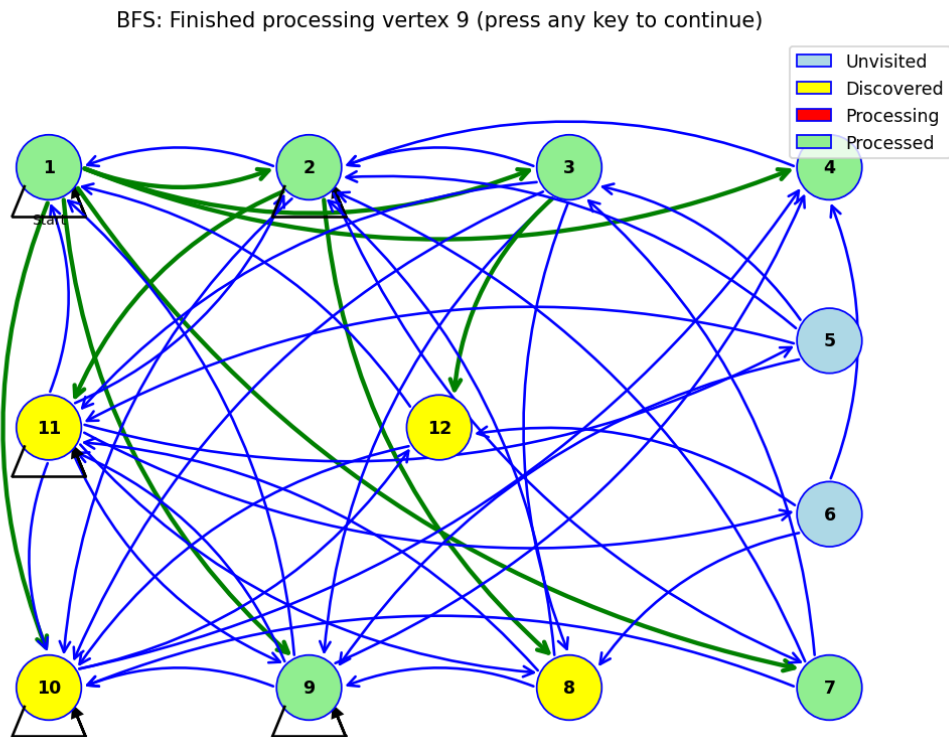 BFS: Finished processing vertex 9 (press any key to continue)
Unvisited
Discovered
Processing
Processed
1
2
3
4
Start
5
11
12
6
10
9
8
7